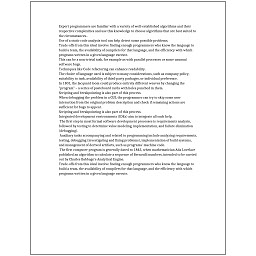 Expert programmers are familiar with a variety of well-established algorithms and their
respective complexities and use this knowledge to choose algorithms that are best suited to
the circumstances.
Use of a static code analysis tool can help detect some possible problems.
Trade-offs from this ideal involve finding enough programmers who know the language to
build a team, the availability of compilers for that language, and the efficiency with which
programs written in a given language execute.
This can be a non-trivial task, for example as with parallel processes or some unusual
software bugs.
Techniques like Code refactoring can enhance readability.
The choice of language used is subject to many considerations, such as company policy,
suitability to task, availability of third-party packages, or individual preference.
In 1801, the Jacquard loom could produce entirely different weaves by changing the
"program" - a series of pasteboard cards with holes punched in them.
Scripting and breakpointing is also part of this process.
When debugging the problem in a GUI, the programmer can try to skip some user
interaction from the original problem description and check if remaining actions are
sufficient for bugs to appear.
Scripting and breakpointing is also part of this process.
Integrated development environments (IDEs) aim to integrate all such help.
The first step in most formal software development processes is requirements analysis,
followed by testing to determine value modeling, implementation, and failure elimination
(debugging).
Auxiliary tasks accompanying and related to programming include analyzing requirements,
testing, debugging (investigating and fixing problems), implementation of build systems,
and management of derived artifacts, such as programs' machine code.
The first computer program is generally dated to 1843, when mathematician Ada Lovelace
published an algorithm to calculate a sequence of Bernoulli numbers, intended to be carried
out by Charles Babbage's Analytical Engine.
Trade-offs from this ideal involve finding enough programmers who know the language to
build a team, the availability of compilers for that language, and the efficiency with which
programs written in a given language execute.